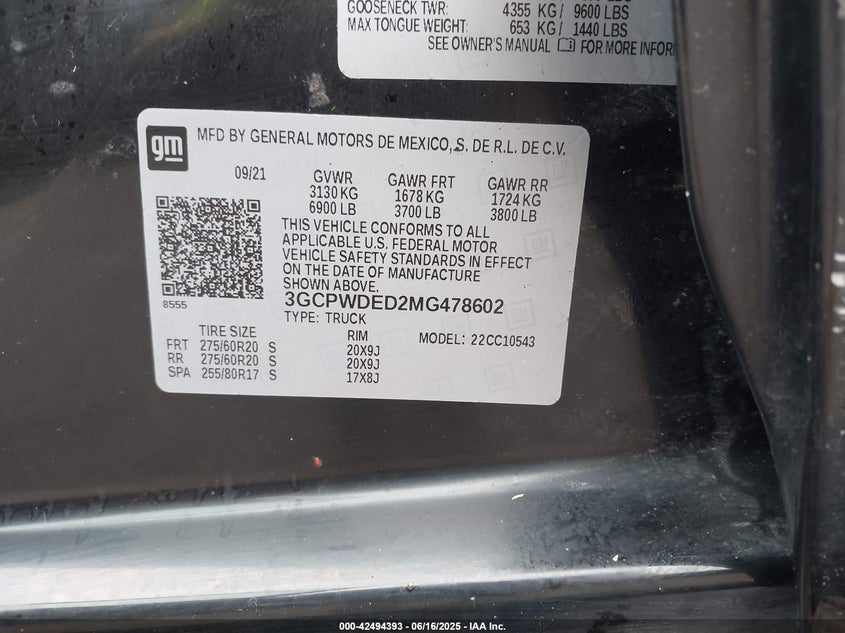 GOOSENECK TWR: 4355 KG/ 9600 LBS
MAX TONGUE WEIGHT: 653 KG/ 1440 LBS
SEE OWNER'S MANUAL FOR MORE INFOR
gm
MFD BY GENERAL MOTORS DE MEXICO, S. DE R.L. DE C.V.
09/21 GVWR GAWR FRT GAWR RR
3130 KG 1678 KG 1724 KG
6900 LB 3700 LB 3800 LB
THIS VEHICLE CONFORMS TO ALL
APPLICABLE U.S. FEDERAL MOTOR
VEHICLE SAFETY STANDARDS IN EFFECT
ON THE DATE OF MANUFACTURE
SHOWN ABOVE.
8555 3GCPWDED2MG478602
TYPE: TRUCK
TIRE SIZE RIM MODEL: 22CC10543
FRT 275/60R20 S 20X9J
RR 275/60R20 S 20X9J
SPA 255/80R17 S 17X8J
000-42494393 - 06/16/2025 - IAA Inc.